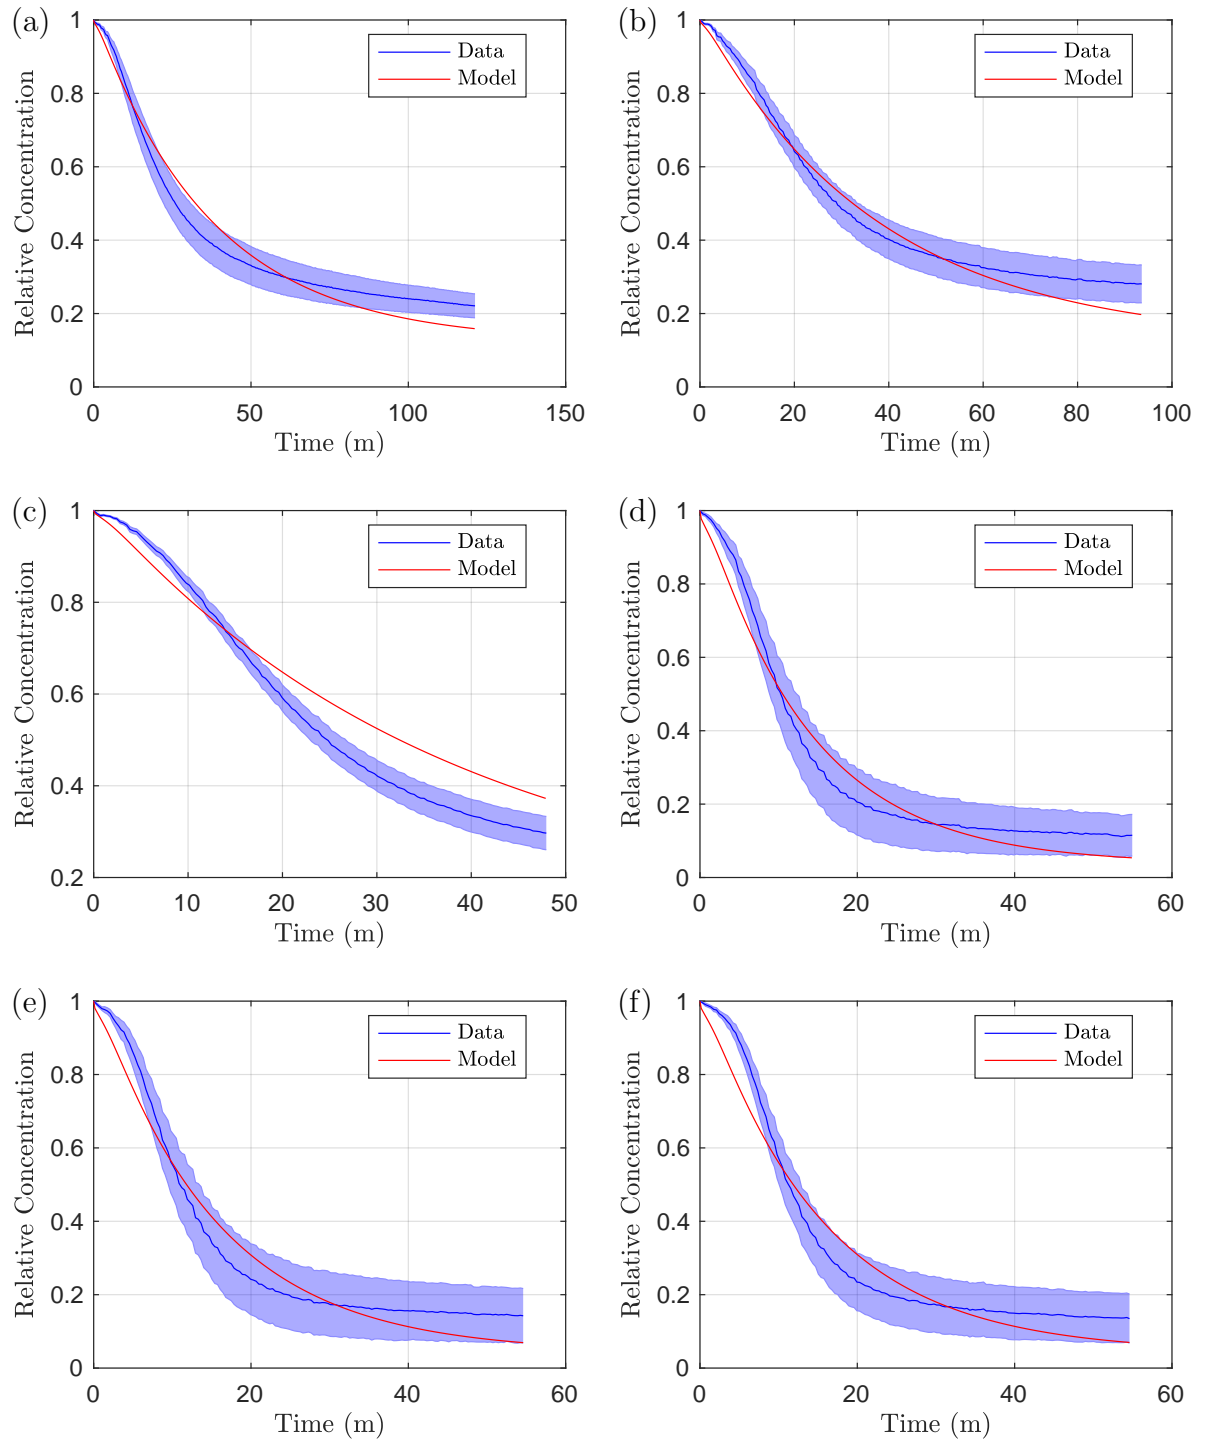 (a)
1
0.8
0.6
0.4
0.2
0
Relative Concentration
Data
Model
0 50 100 150
Time (m)
(b)
1
0.8
0.6
0.4
0.2
0
Relative Concentration
Data
Model
0 20 40 60 80 100
Time (m)
(c)
1
0.8
0.6
0.4
0.2
Relative Concentration
Data
Model
0 10 20 30 40 50
Time (m)
(d)
1
0.8
0.6
0.4
0.2
0
Relative Concentration
Data
Model
0 20 40 60
Time (m)
(e)
1
0.8
0.6
0.4
0.2
0
Relative Concentration
Data
Model
0 20 40 60
Time (m)
(f)
1
0.8
0.6
0.4
0.2
0
Relative Concentration
Data
Model
0 20 40 60
Time (m)